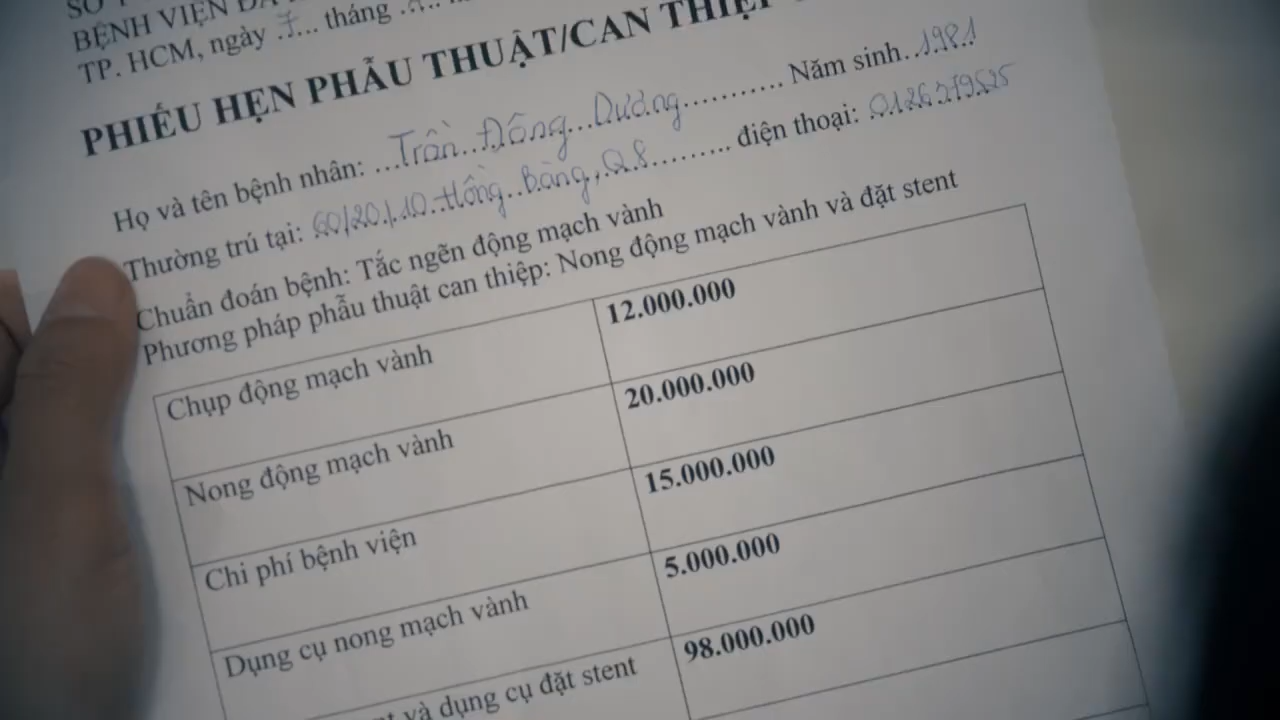 BỆNH VIỆN ĐA
TP. HCM, ngày ..7... tháng
PHIẾU HẸN PHẪU THUẬT/CAN THIỆP
Họ và tên bệnh nhân: ...Trần..Đông...Dương........... Năm sinh...1981
Thường trú tại: 60/20/10..Hồng..Bàng, Q8......... điện thoại:
Chuẩn đoán bệnh: Tắc ngẽn động mạch vành
Phương pháp phẫu thuật can thiệp: Nong động mạch vành và đặt stent
Chụp động mạch vành 12.000.000
Nong động mạch vành 20.000.000
Chi phí bệnh viện 15.000.000
Dụng cụ nong mạch vành 5.000.000
và dụng cụ đặt stent 98.000.000